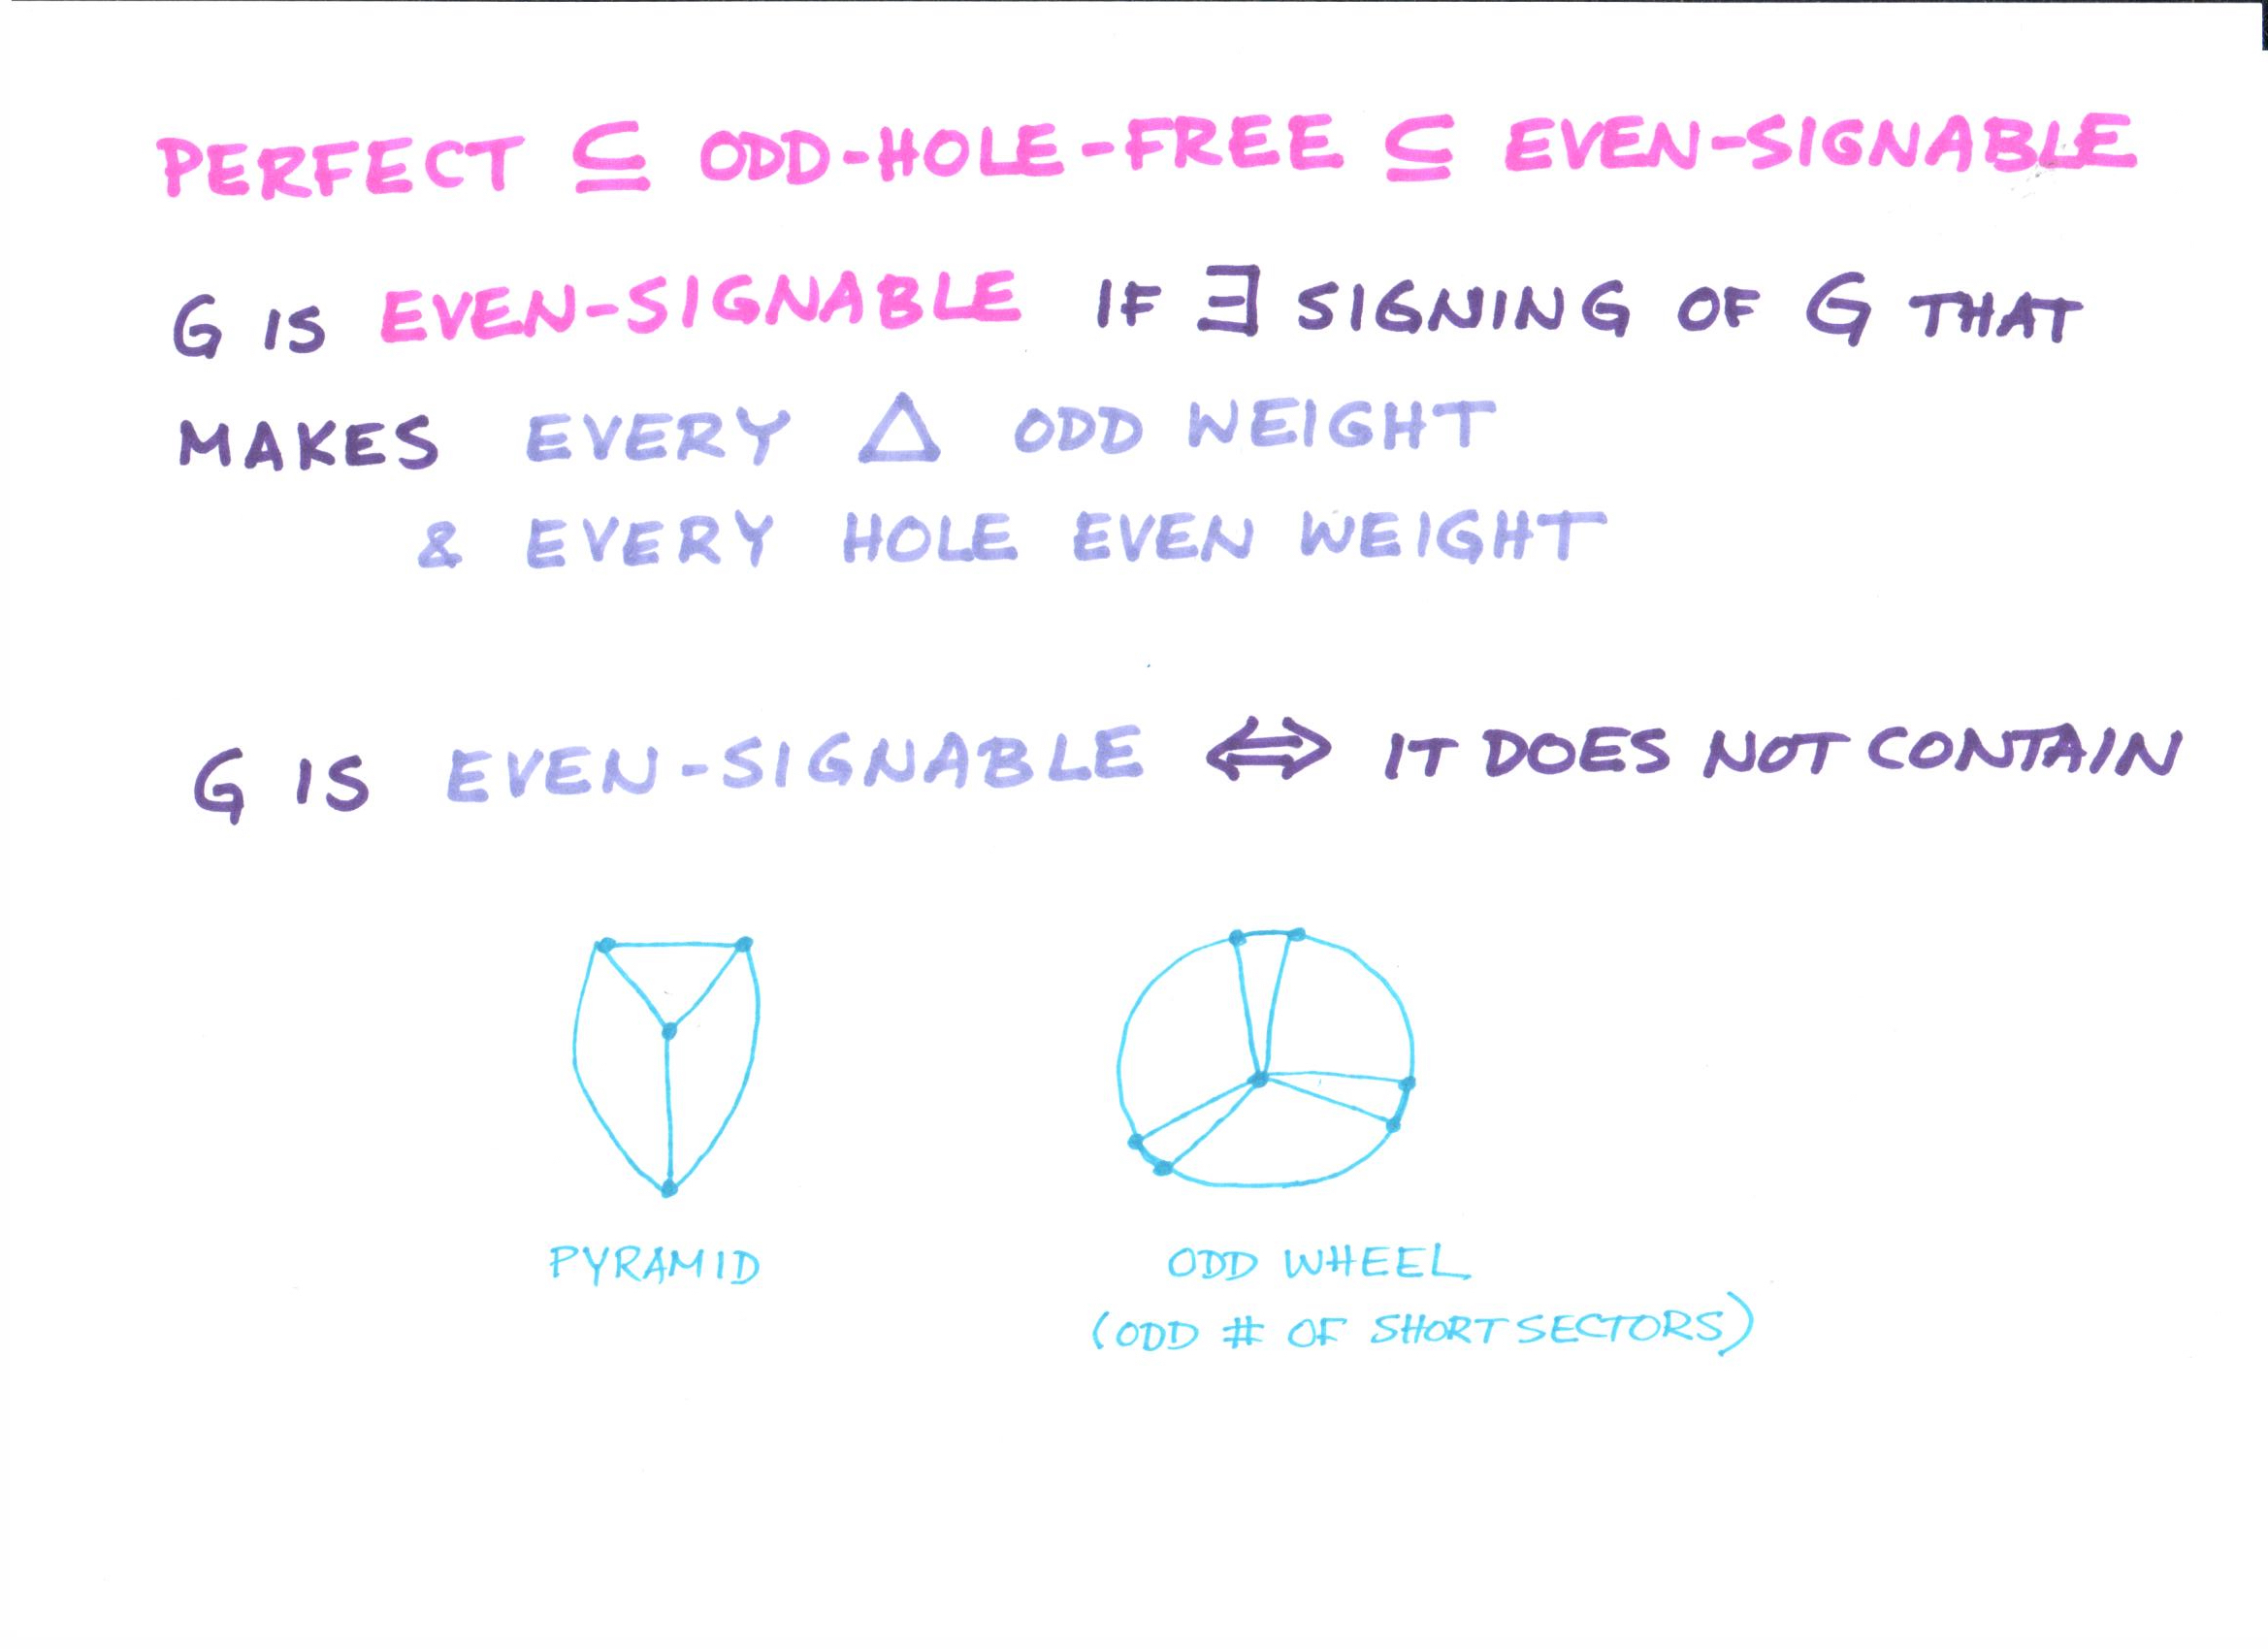 PERFECT ⊆ ODD-HOLE-FREE ⊆ EVEN-SIGNABLE
G IS EVEN-SIGNABLE IF ∃ SIGNING OF G THAT
MAKES EVERY △ ODD WEIGHT
& EVERY HOLE EVEN WEIGHT
G IS EVEN-SIGNABLE ⇔ IT DOES NOT CONTAIN
PYRAMID
ODD WHEEL
(ODD # OF SHORT SECTORS)